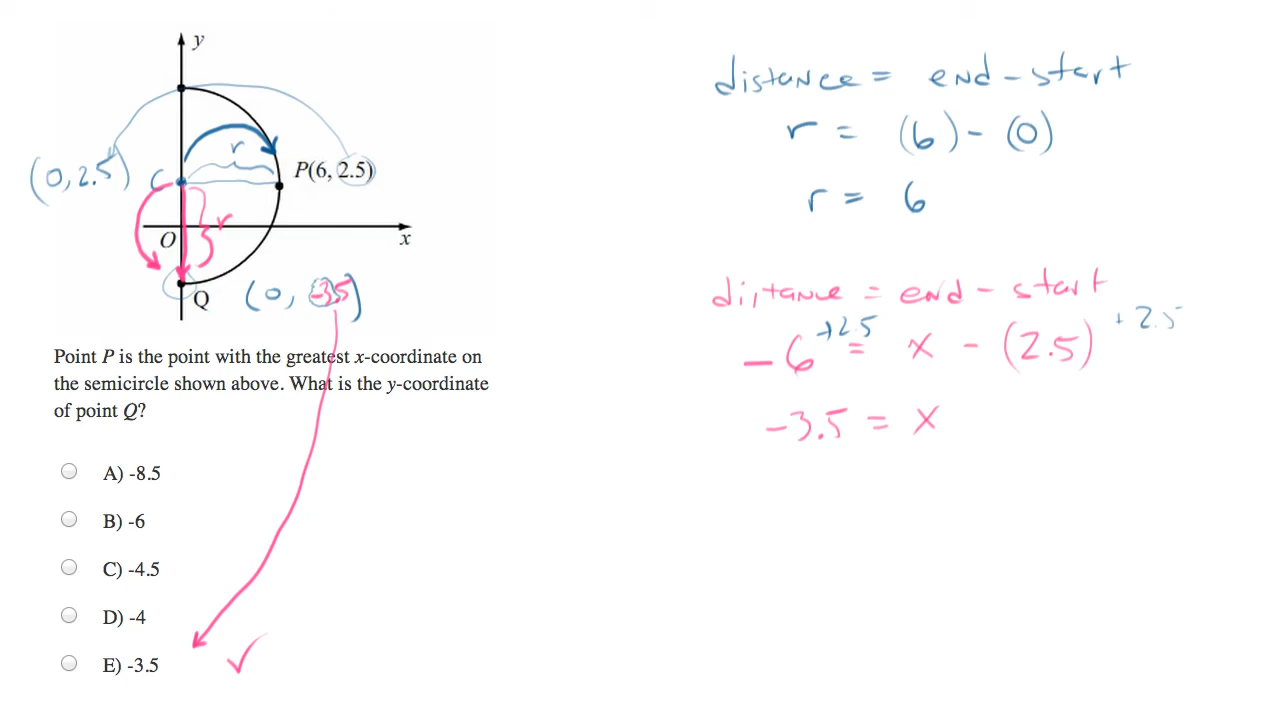 y
(0, 2.5)
C
r
P(6, 2.5)
r
O
x
Q
(0, -3.5)
Point P is the point with the greatest x-coordinate on
the semicircle shown above. What is the y-coordinate
of point Q?
A) -8.5
B) -6
C) -4.5
D) -4
E) -3.5
distance = end - start
r = (6) - (0)
r = 6
distance = end - start
+2.5 +2.5
-6 = x - (2.5)
-3.5 = x